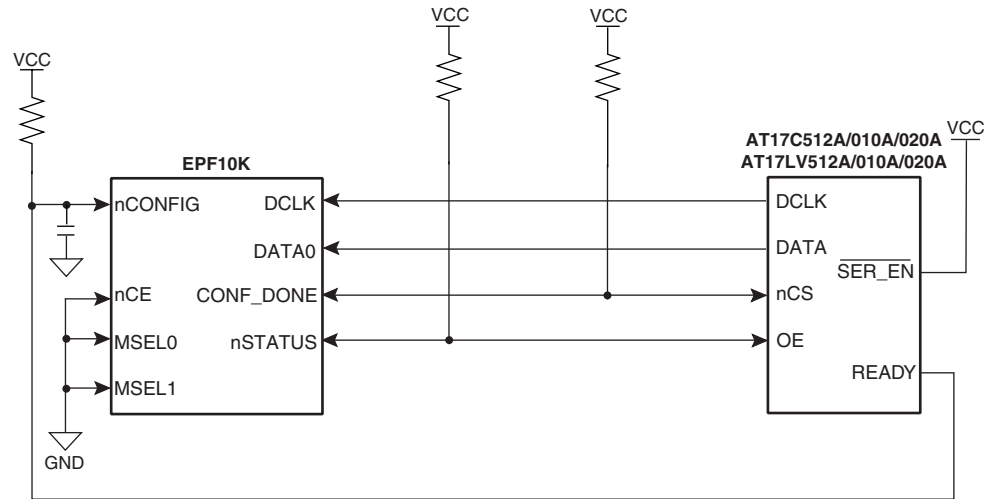 VCC
VCC
VCC
VCC
AT17C512A/010A/020A
AT17LV512A/010A/020A
EPF10K
nCONFIG
DCLK
DCLK
DATA0
DATA
SER_EN
nCE
CONF_DONE
nCS
MSEL0
nSTATUS
OE
MSEL1
READY
GND